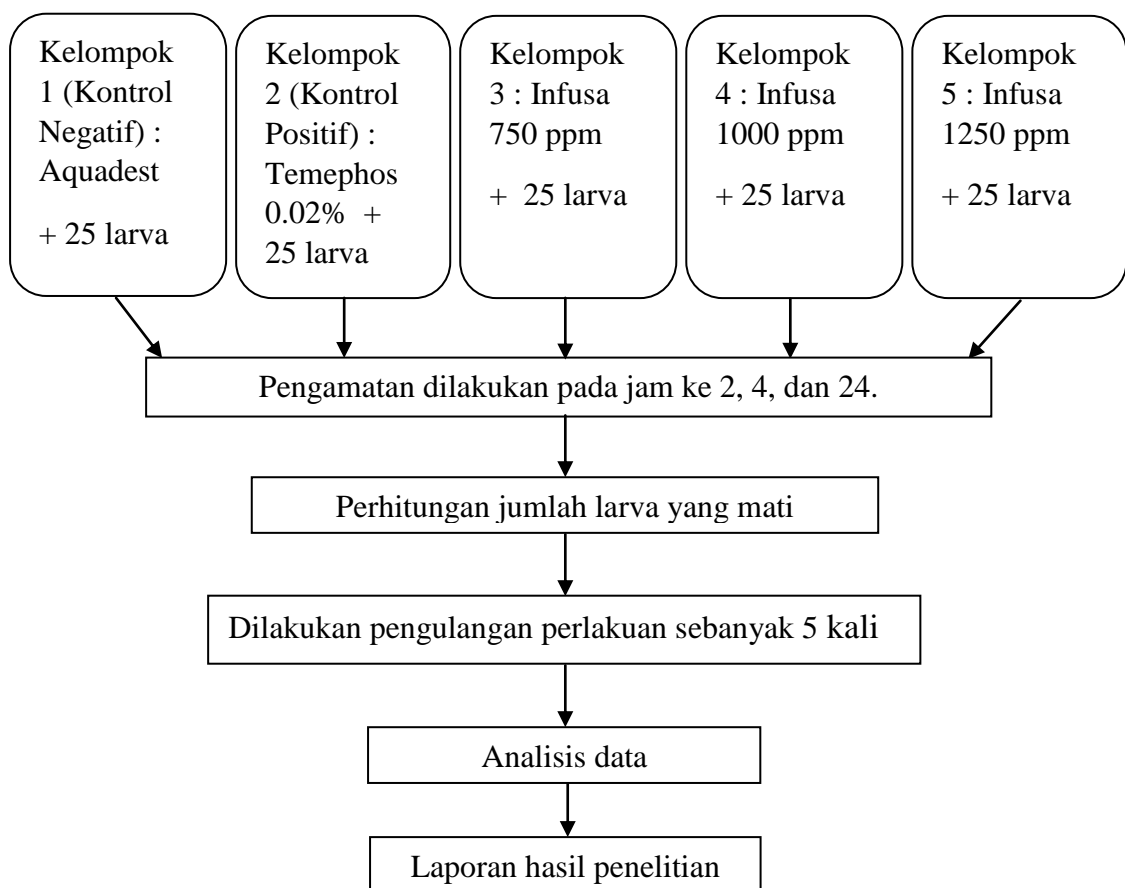 Kelompok
1 (Kontrol
Negatif) :
Aquadest
+ 25 larva
Kelompok
2 (Kontrol
Positif) :
Temephos
0.02% +
25 larva
Kelompok
3 : Infusa
750 ppm
+ 25 larva
Kelompok
4 : Infusa
1000 ppm
+ 25 larva
Kelompok
5 : Infusa
1250 ppm
+ 25 larva
Pengamatan dilakukan pada jam ke 2, 4, dan 24.
Perhitungan jumlah larva yang mati
Dilakukan pengulangan perlakuan sebanyak 5 kali
Analisis data
Laporan hasil penelitian